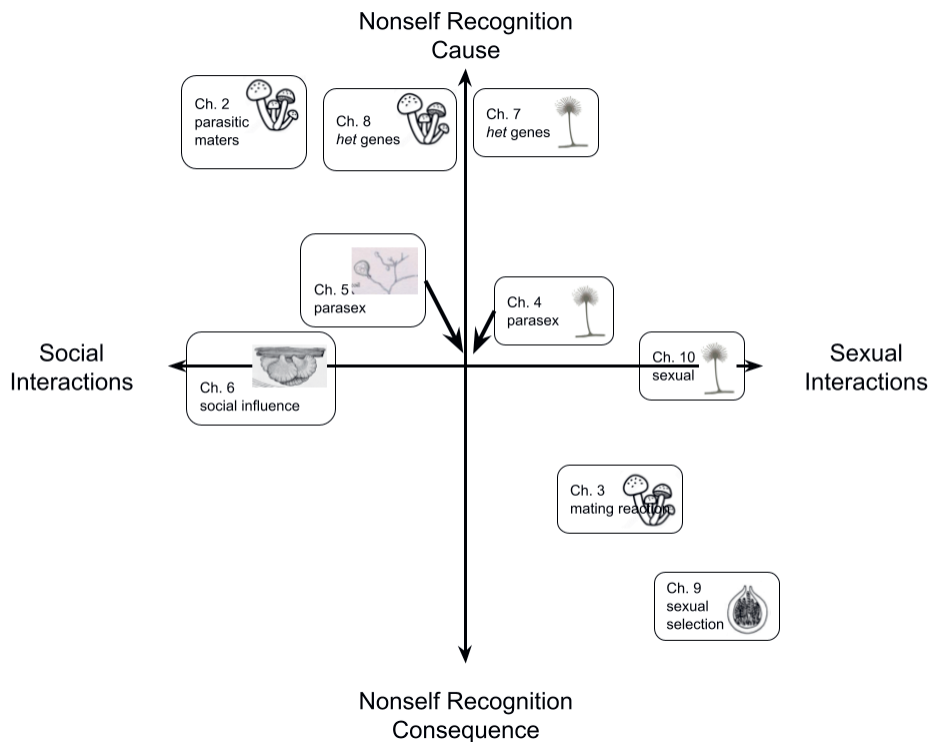 Nonself Recognition
Cause
Ch. 2
parasitic
maters
Ch. 8
het genes
Ch. 7
het genes
Ch. 5.
parasex
Ch. 4
parasex
Social
Interactions
Ch. 6
social influence
Ch. 10
sexual
Sexual
Interactions
Ch. 3
mating reaction
Ch. 9
sexual
selection
Nonself Recognition
Consequence